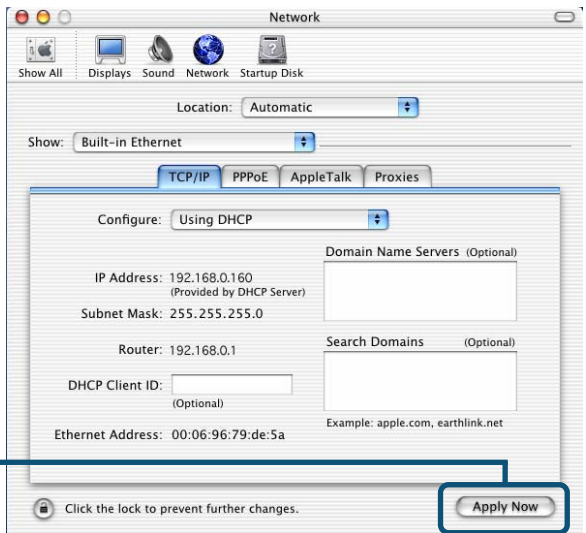 Network
Show All Displays Sound Network Startup Disk
Location: Automatic
Show: Built-in Ethernet
TCP/IP PPPoE AppleTalk Proxies
Configure: Using DHCP
Domain Name Servers (Optional)
IP Address: 192.168.0.160
(Provided by DHCP Server)
Subnet Mask: 255.255.255.0
Search Domains (Optional)
Router: 192.168.0.1
DHCP Client ID:
(Optional)
Example: apple.com, earthlink.net
Ethernet Address: 00:06:96:79:de:5a
Click the lock to prevent further changes.
Apply Now